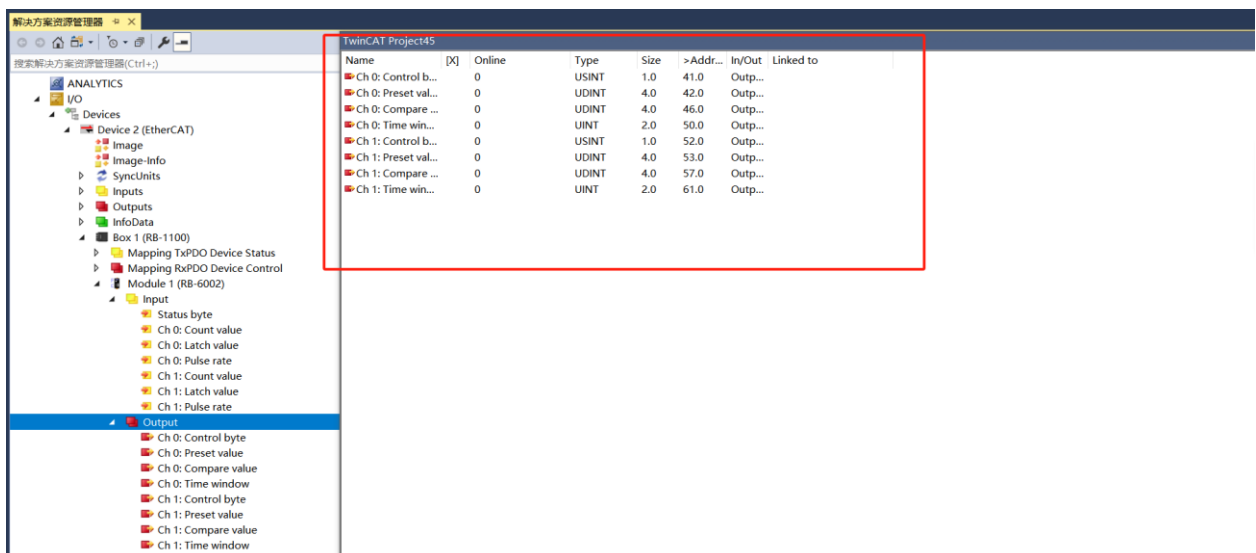 解决方案资源管理器
搜索解决方案资源管理器(Ctrl+;)
ANALYTICS
I/O
Devices
Device 2 (EtherCAT)
Image
Image-Info
SyncUnits
Inputs
Outputs
InfoData
Box 1 (RB-1100)
Mapping TxPDO Device Status
Mapping RxPDO Device Control
Module 1 (RB-6002)
Input
Status byte
Ch 0: Count value
Ch 0: Latch value
Ch 0: Pulse rate
Ch 1: Count value
Ch 1: Latch value
Ch 1: Pulse rate
Output
Ch 0: Control byte
Ch 0: Preset value
Ch 0: Compare value
Ch 0: Time window
Ch 1: Control byte
Ch 1: Preset value
Ch 1: Compare value
Ch 1: Time window
TwinCAT Project45
Name [X] Online Type Size >Addr... In/Out Linked to
Ch 0: Control b... 0 USINT 1.0 41.0 Outp...
Ch 0: Preset val... 0 UDINT 4.0 42.0 Outp...
Ch 0: Compare ... 0 UDINT 4.0 46.0 Outp...
Ch 0: Time win... 0 UINT 2.0 50.0 Outp...
Ch 1: Control b... 0 USINT 1.0 52.0 Outp...
Ch 1: Preset val... 0 UDINT 4.0 53.0 Outp...
Ch 1: Compare ... 0 UDINT 4.0 57.0 Outp...
Ch 1: Time win... 0 UINT 2.0 61.0 Outp...